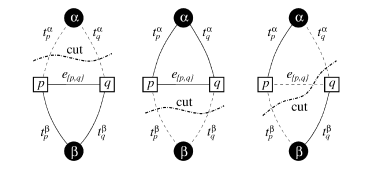 α α α
t_p^α t_q^α t_p^α t_q^α t_p^α t_q^α
cut
p e_{p,q} q p e_{p,q} q p e_{p,q} q
cut cut
t_p^β t_q^β t_p^β t_q^β t_p^β t_q^β
β β β